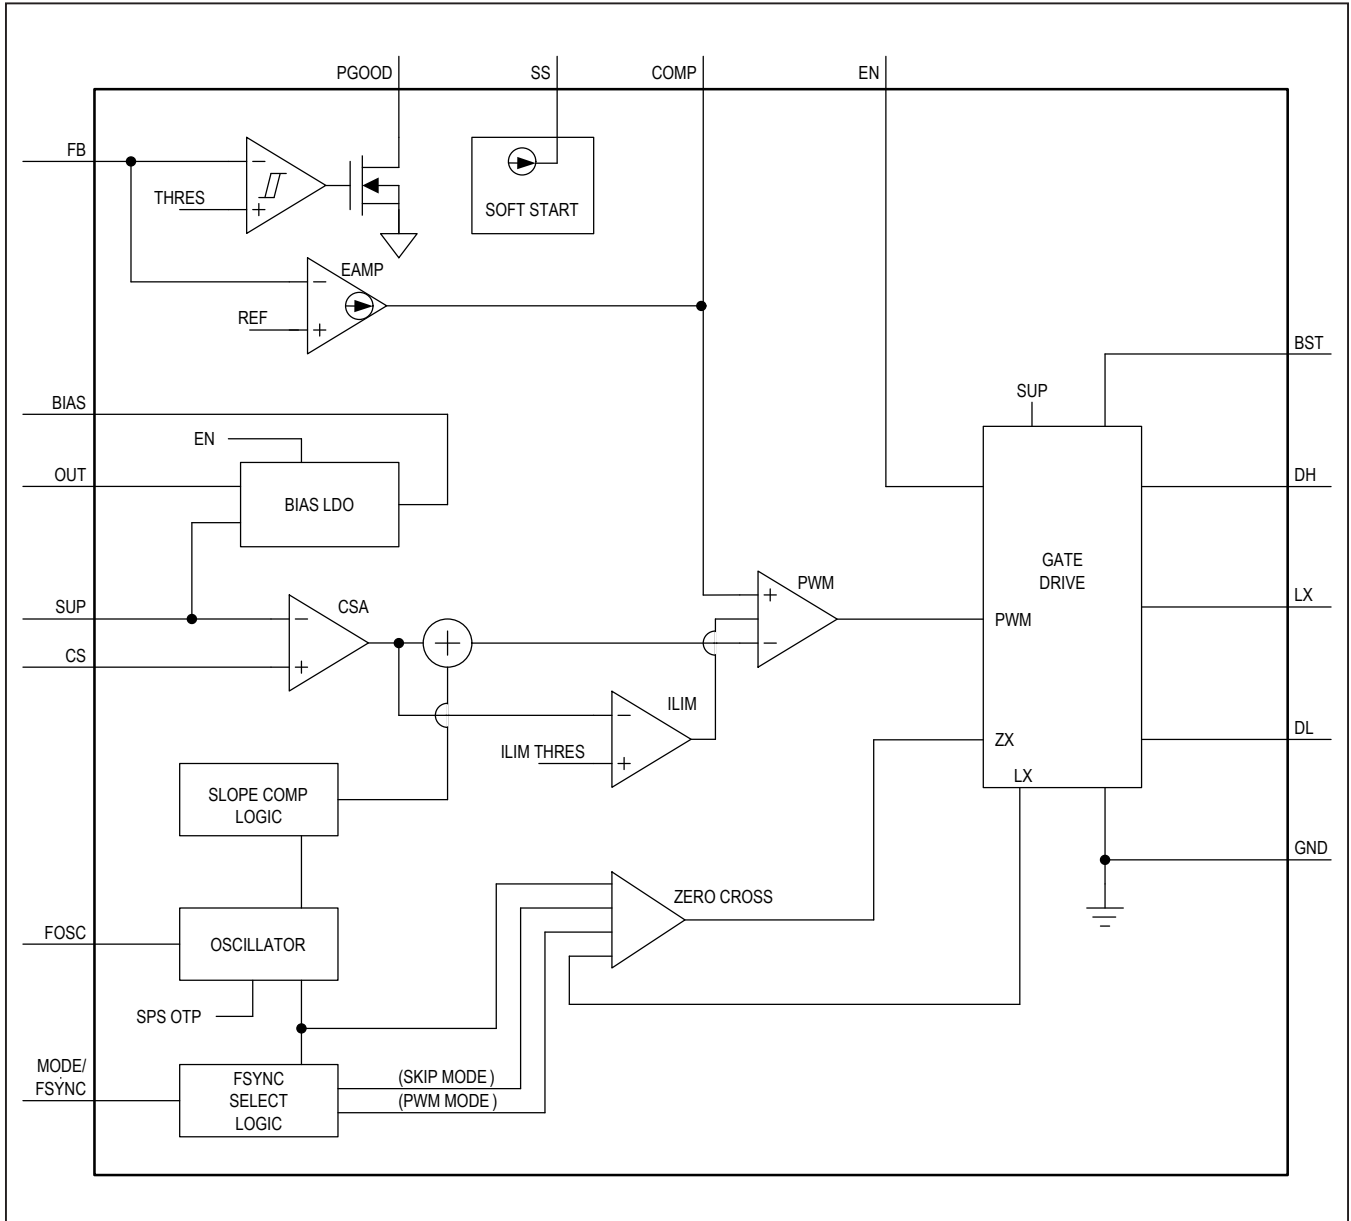 PGOOD
SS
COMP
EN
FB
−
THRES
+
SOFT START
EAMP
−
REF
+
BST
BIAS
SUP
EN
OUT
DH
BIAS LDO
GATE
DRIVE
PWM
+
−
CSA
SUP
−
LX
PWM
CS
+
+
ILIM
−
ILIM THRES
+
DL
ZX
LX
SLOPE COMP
LOGIC
GND
ZERO CROSS
FOSC
OSCILLATOR
SPS OTP
MODE/
FSYNC
FSYNC
SELECT
LOGIC
(SKIP MODE)
(PWM MODE)